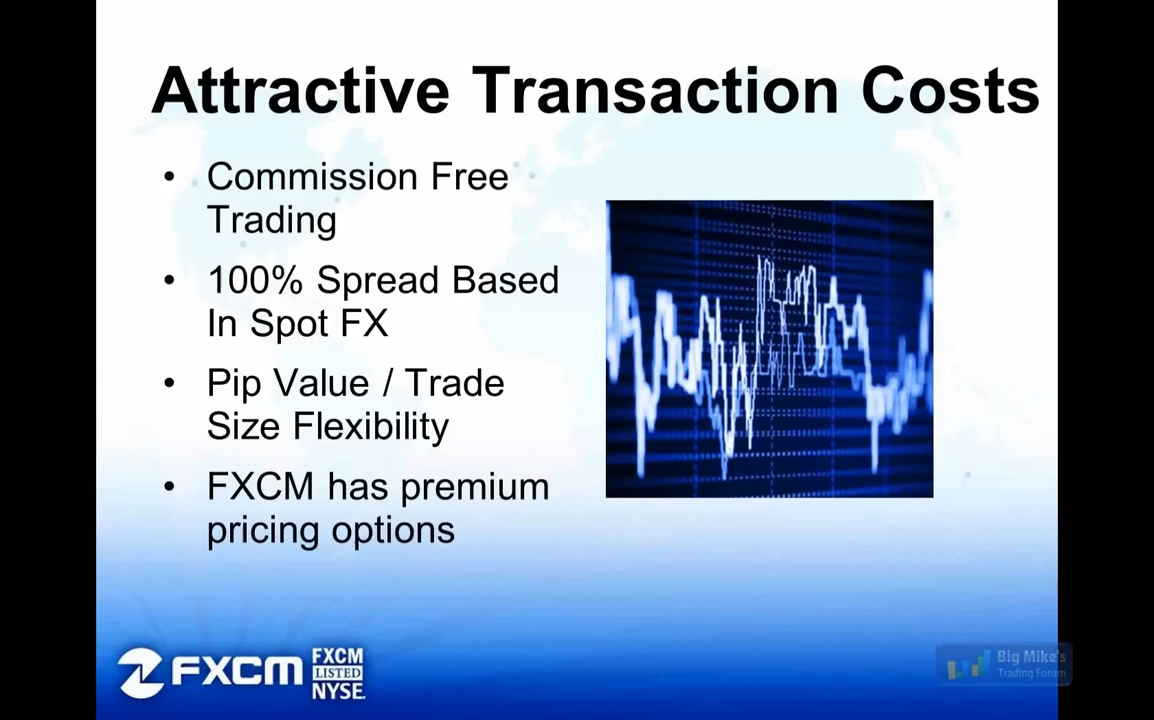 Attractive Transaction Costs
• Commission Free
Trading
• 100% Spread Based
In Spot FX
• Pip Value / Trade
Size Flexibility
• FXCM has premium
pricing options
FXCM
FXCM
LISTED
NYSE
Big Mike's
Trading Forum